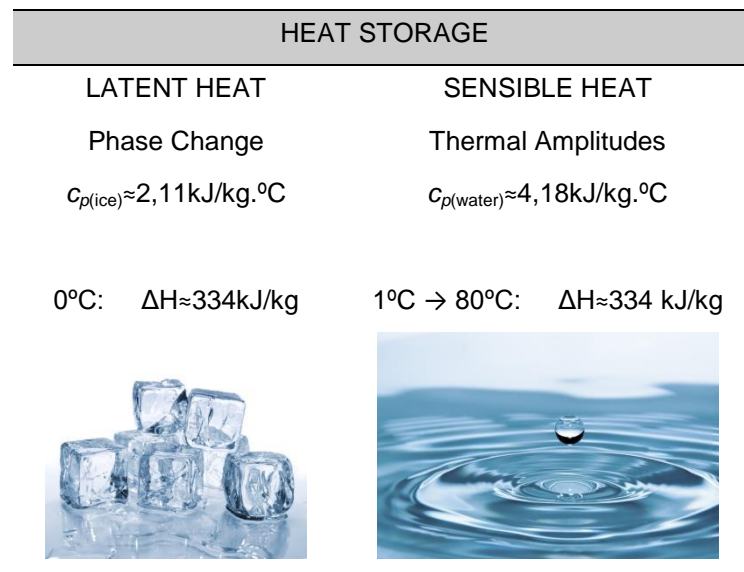 HEAT STORAGE
LATENT HEAT
SENSIBLE HEAT
Phase Change
Thermal Amplitudes
cp(ice)≈2,11kJ/kg.ºC
cp(water)≈4,18kJ/kg.ºC
0ºC: ΔH≈334kJ/kg
1ºC → 80ºC: ΔH≈334 kJ/kg